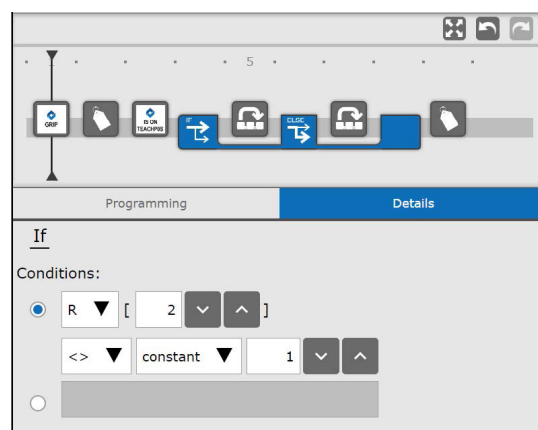 5
GRIP
IS ON
TEACHPOS
IF
ELSE
Programming
Details
If
Conditions:
R [ 2 ]
<> constant 1